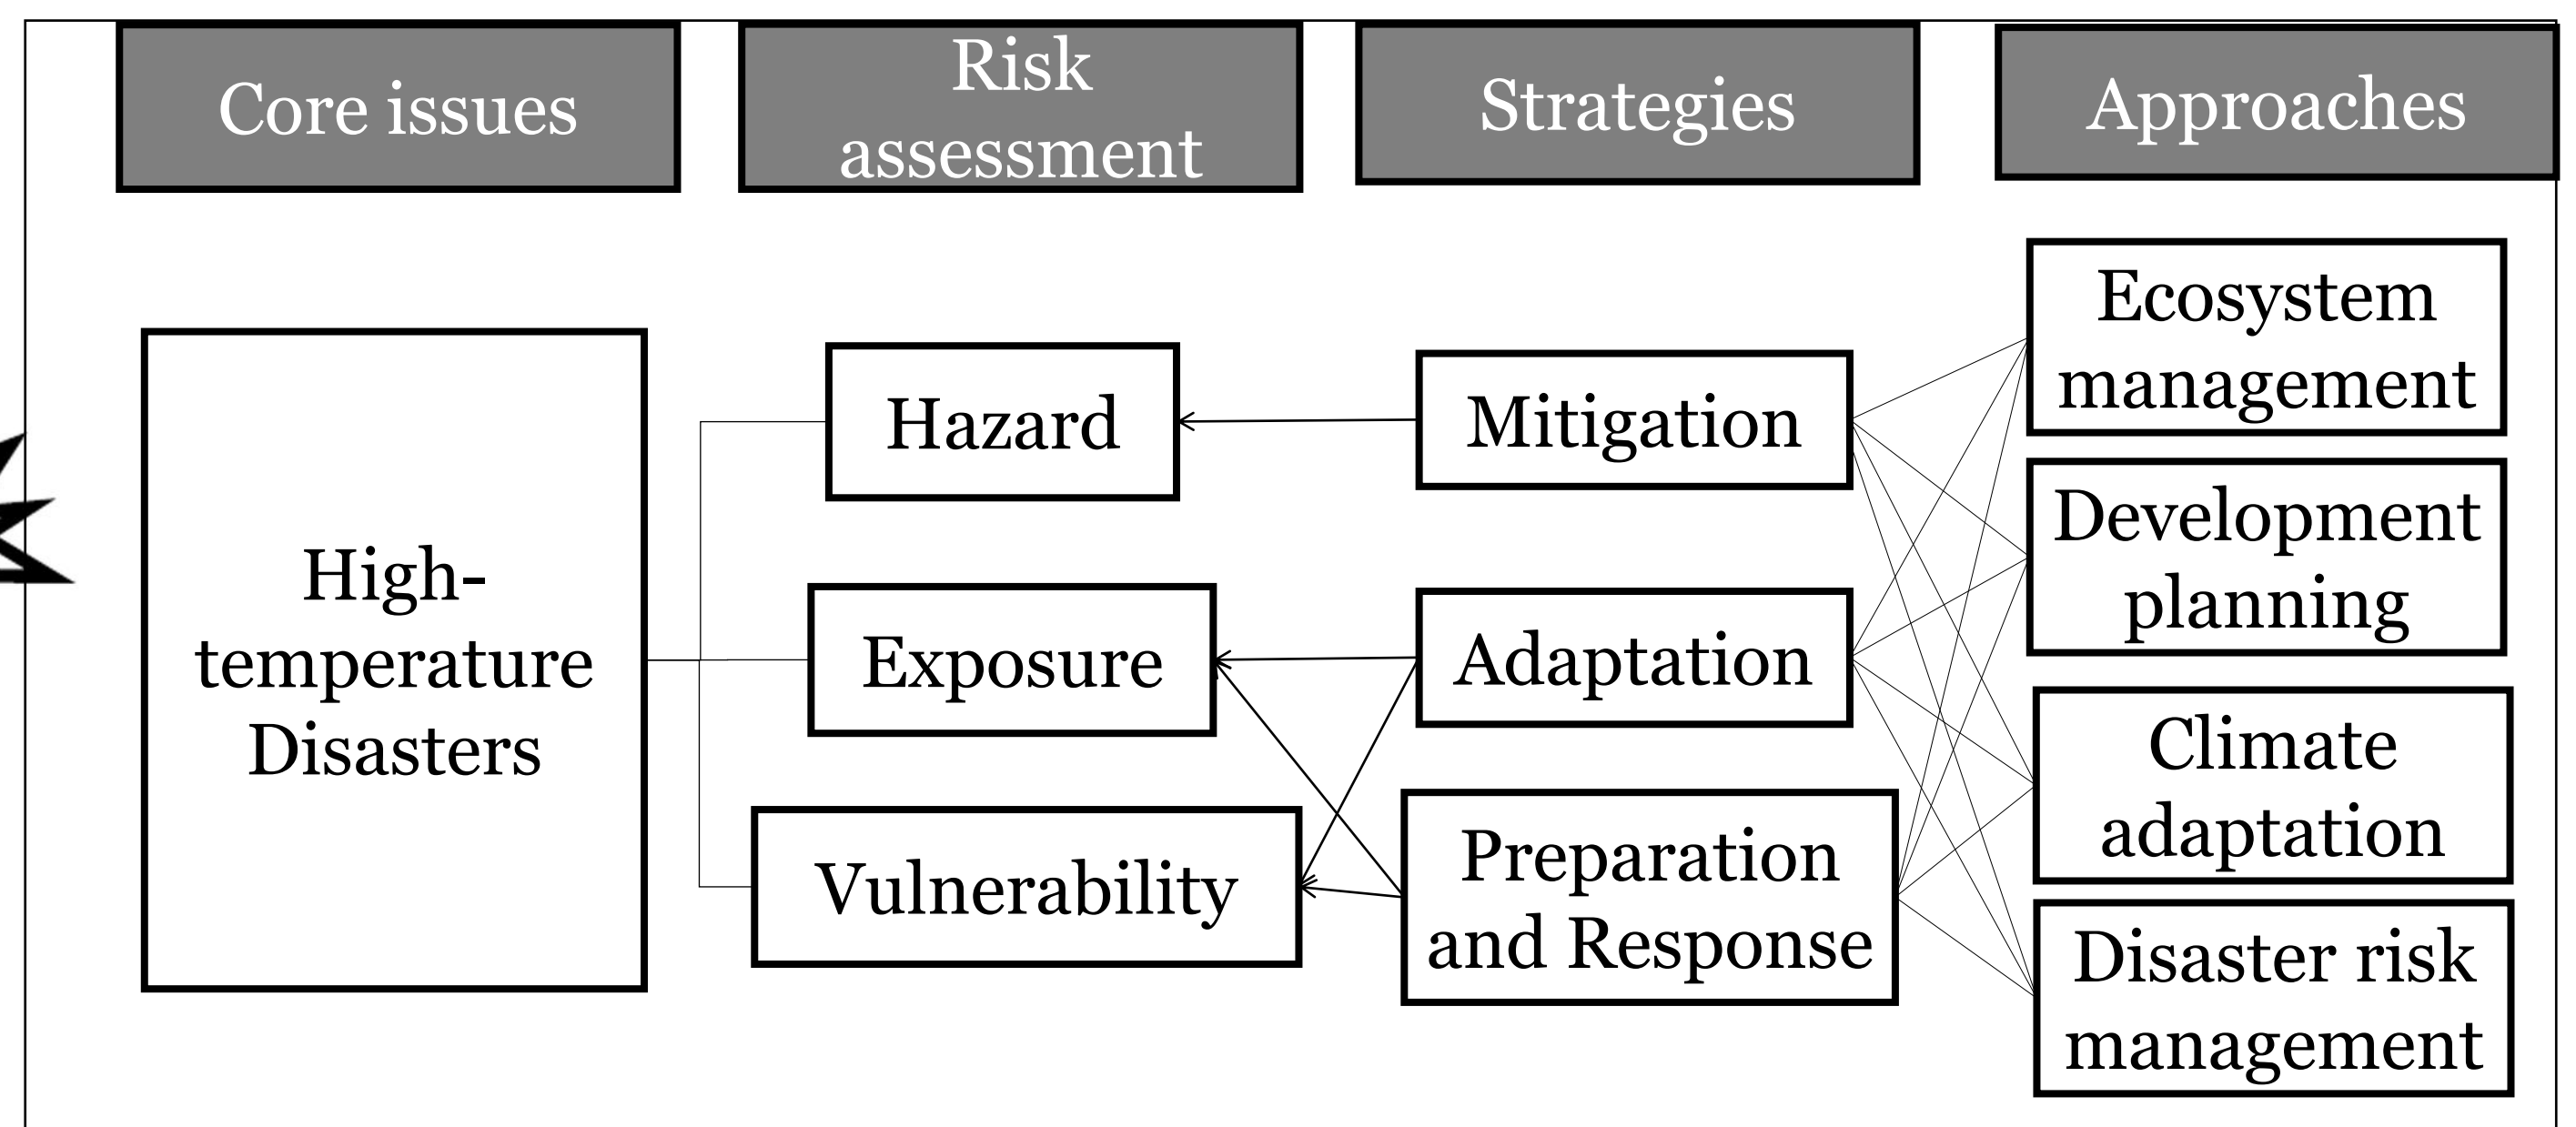 Core issues
Risk
assessment
Strategies
Approaches
High-
temperature
Disasters
Hazard
Exposure
Vulnerability
Mitigation
Adaptation
Preparation
and Response
Ecosystem
management
Development
planning
Climate
adaptation
Disaster risk
management